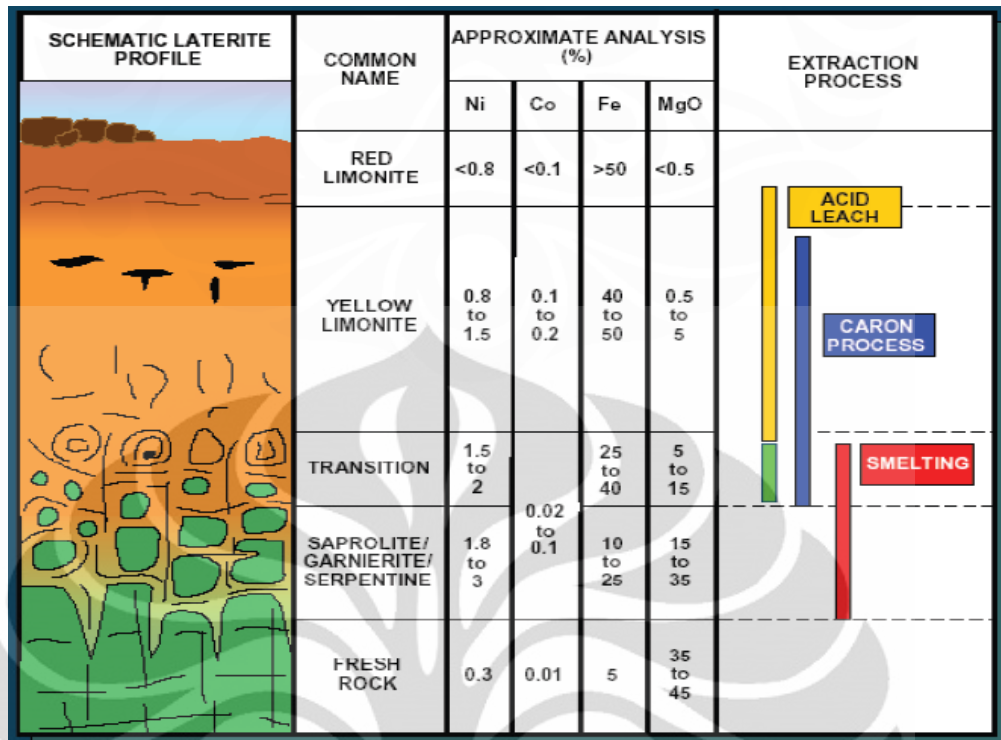 SCHEMATIC LATERITE
PROFILE
COMMON
NAME
APPROXIMATE ANALYSIS
(%)
Ni
Co
Fe
MgO
EXTRACTION
PROCESS
RED
LIMONITE
<0.8
<0.1
>50
<0.5
ACID
LEACH
YELLOW
LIMONITE
0.8
to
1.5
0.1
to
0.2
40
to
50
0.5
to
5
CARON
PROCESS
TRANSITION
1.5
to
2
25
to
40
5
to
15
SMELTING
0.02
to
0.1
SAPROLITE/
GARNIERITE/
SERPENTINE
1.8
to
3
10
to
25
15
to
35
FRESH
ROCK
0.3
0.01
5
35
to
45